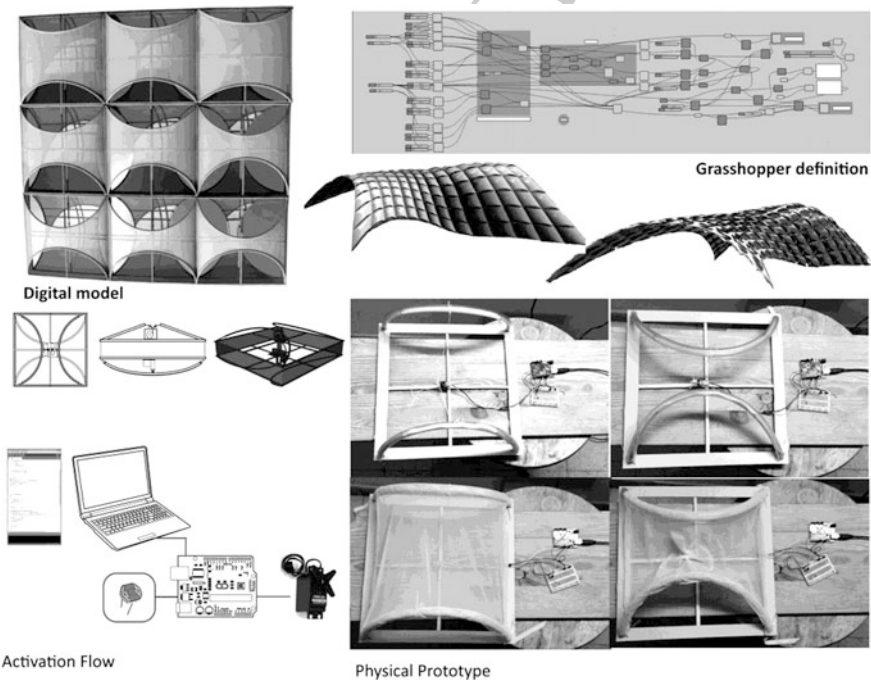 Grasshopper definition
Digital model
Activation Flow
Physical Prototype